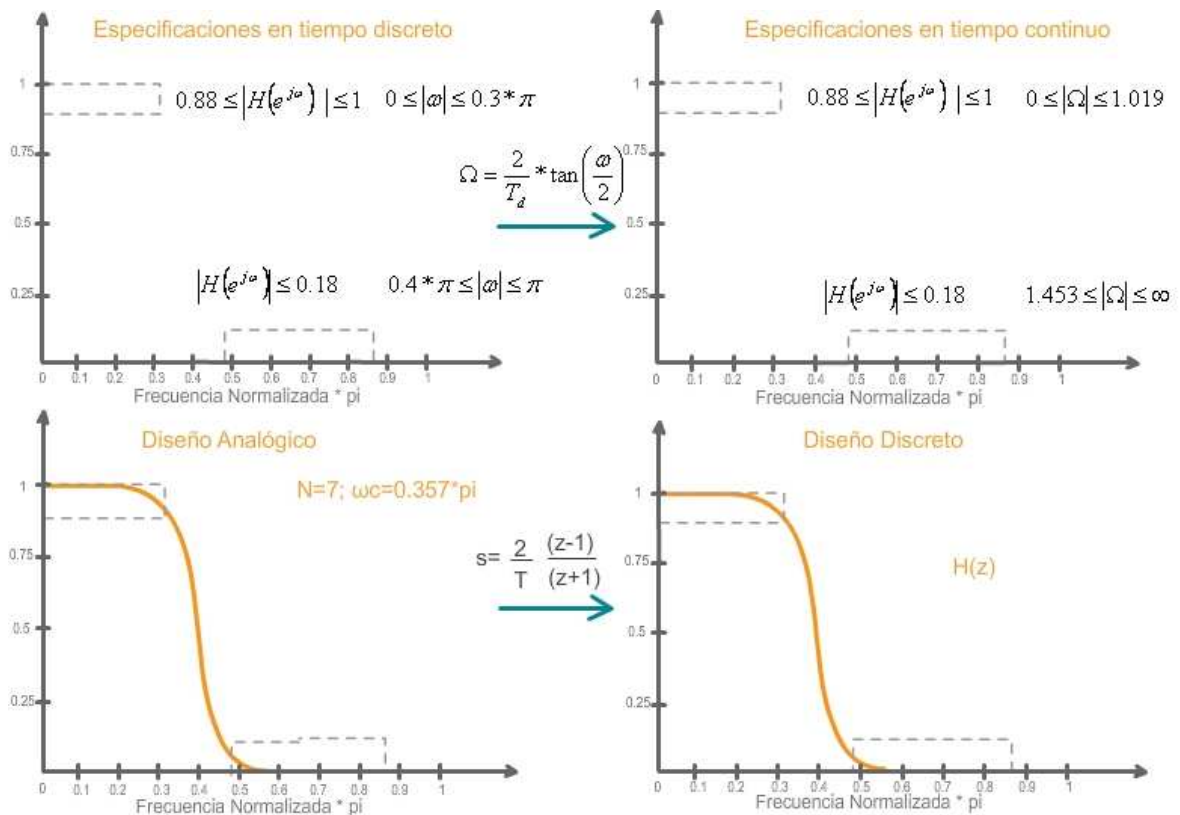 Especificaciones en tiempo discreto
1
0.88 ≤ |H(e^{jω})| ≤ 1    0 ≤ |ω| ≤ 0.3*π
0.75
0.5
|H(e^{jω})| ≤ 0.18    0.4*π ≤ |ω| ≤ π
0.25
0 0.1 0.2 0.3 0.4 0.5 0.6 0.7 0.8 0.9 1
Frecuencia Normalizada * pi
Ω = 2/T_d * tan(ω/2)
Especificaciones en tiempo continuo
1
0.88 ≤ |H(e^{jω})| ≤ 1    0 ≤ |Ω| ≤ 1.019
0.75
0.5
|H(e^{jω})| ≤ 0.18    1.453 ≤ |Ω| ≤ ∞
0.25
0 0.1 0.2 0.3 0.4 0.5 0.6 0.7 0.8 0.9 1
Frecuencia Normalizada * pi
Diseño Analógico
1
N=7; ωc=0.357*pi
0.75
0.5
0.25
0 0.1 0.2 0.3 0.4 0.5 0.6 0.7 0.8 0.9 1
Frecuencia Normalizada * pi
s= 2/T (z-1)/(z+1)
Diseño Discreto
1
0.75
H(z)
0.5
0.25
0 0.1 0.2 0.3 0.4 0.5 0.6 0.7 0.8 0.9 1
Frecuencia Normalizada * pi